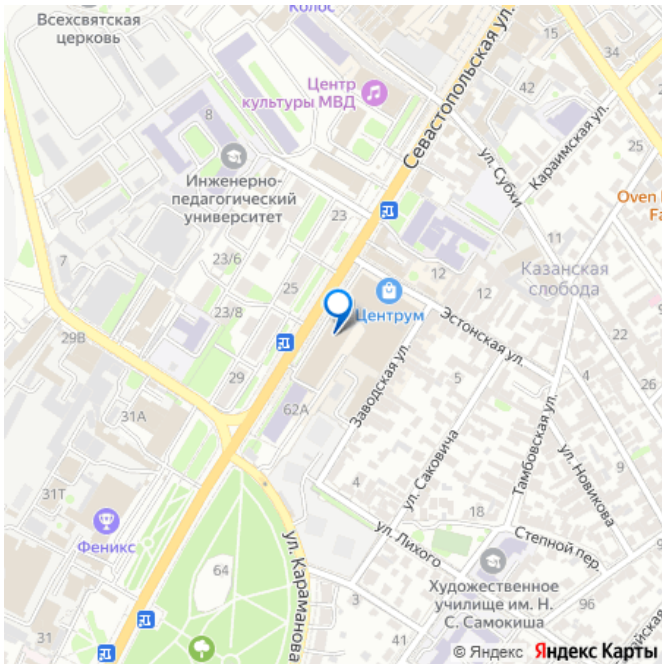 Колос
Всехсвятская
церковь
Центр
культуры МВД
Севастопольская ул.
42
34
8
ул. Субхи
Караимская ул.
25
Инженерно-
педагогический
университет
23
Oven
Fa
11
7
23/6
12
Казанская
слобода
25
12
Центрум
23/8
Эстонская ул.
22
29В
Заводская ул.
26
29
5
4
62А
31А
Тамбовская ул.
ул. Саковича
ул. Новикова
9
31Т
4
Феникс
18
ул. Лихого
Степной пер.
ул. Караманова
64
Художественное
училище им. Н.
С. Самокиша
96
31
41
© Яндекс Яндекс Карты